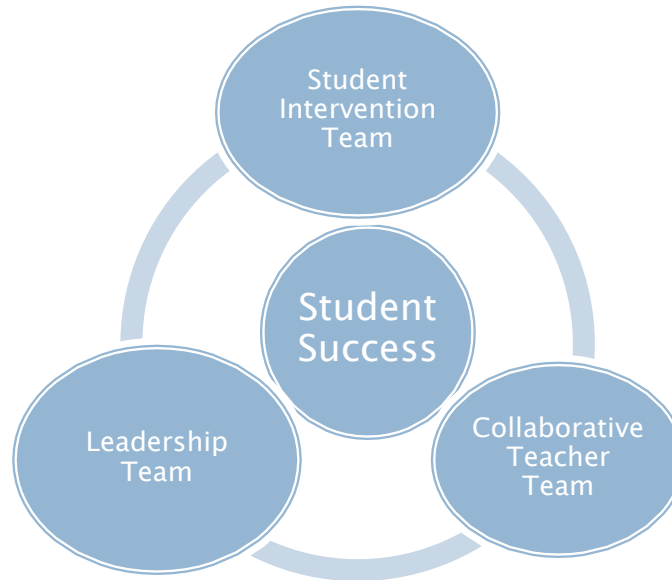 Student
Intervention
Team
Student
Success
Leadership
Team
Collaborative
Teacher
Team